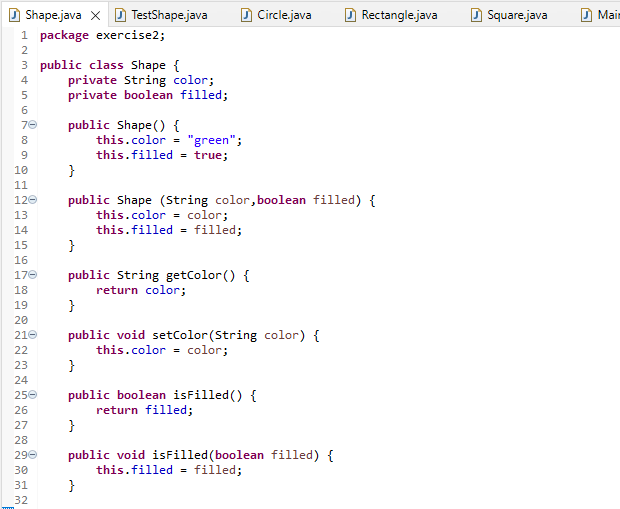 Shape.java TestShape.java Circle.java Rectangle.java Square.java Mai
1 package exercise2;
2
3 public class Shape {
4 private String color;
5 private boolean filled;
6
7 public Shape() {
8 this.color = "green";
9 this.filled = true;
10 }
11
12 public Shape (String color,boolean filled) {
13 this.color = color;
14 this.filled = filled;
15 }
16
17 public String getColor() {
18 return color;
19 }
20
21 public void setColor(String color) {
22 this.color = color;
23 }
24
25 public boolean isFilled() {
26 return filled;
27 }
28
29 public void isFilled(boolean filled) {
30 this.filled = filled;
31 }
32